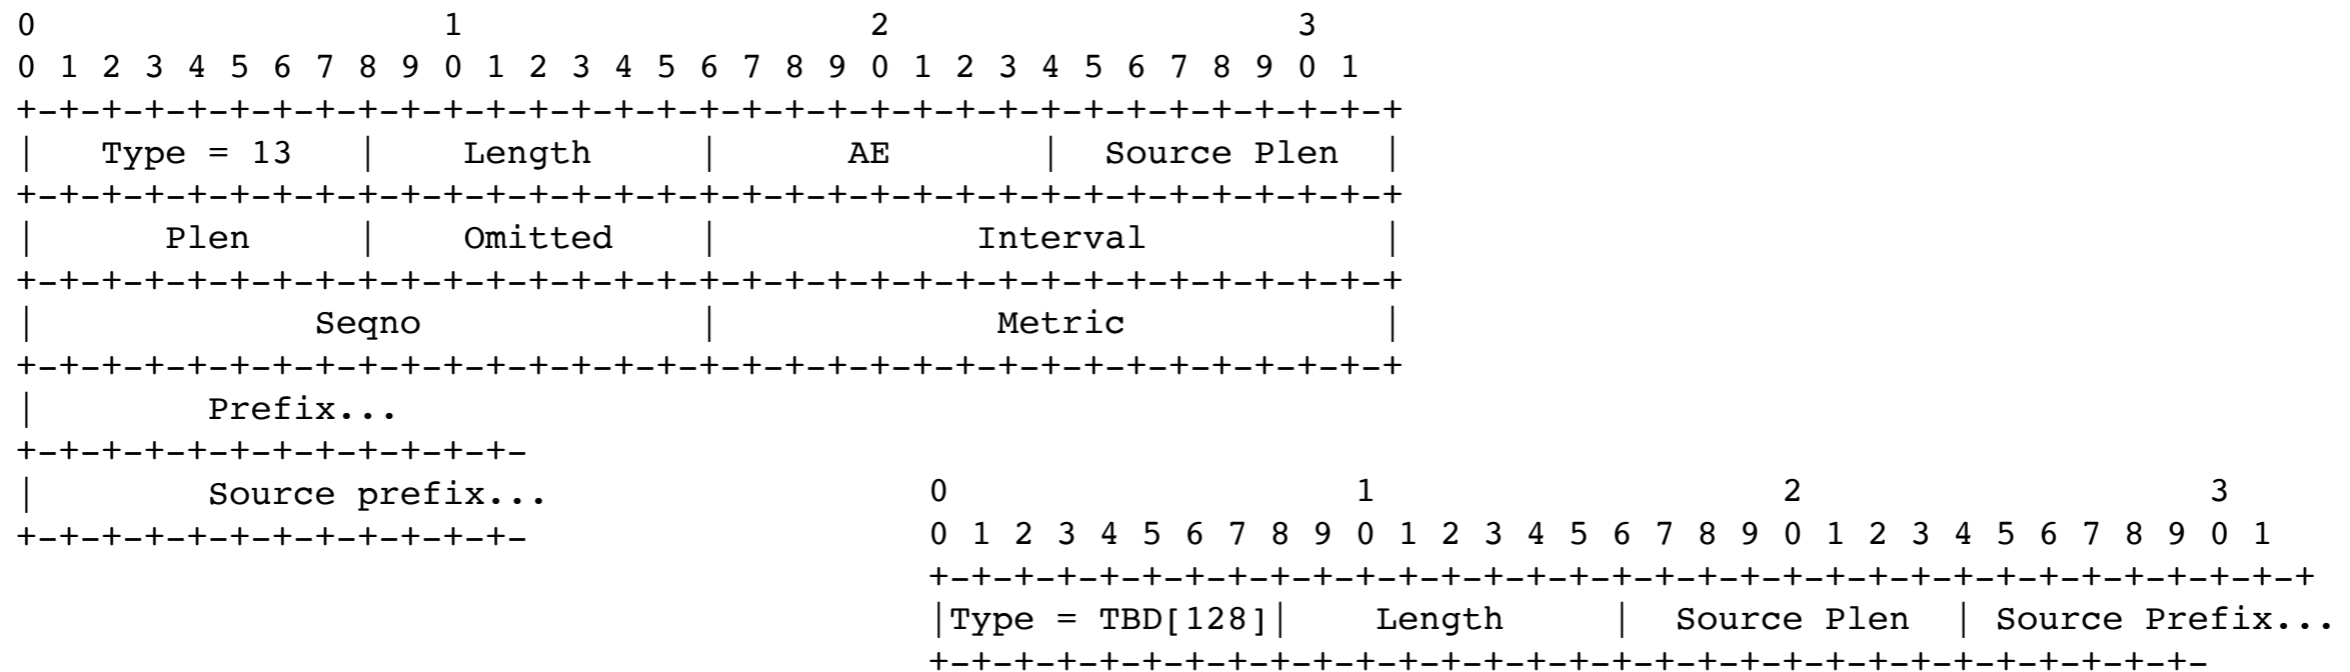 0                   1                   2                   3
0 1 2 3 4 5 6 7 8 9 0 1 2 3 4 5 6 7 8 9 0 1 2 3 4 5 6 7 8 9 0 1
+-+-+-+-+-+-+-+-+-+-+-+-+-+-+-+-+-+-+-+-+-+-+-+-+-+-+-+-+-+-+-+-+
|   Type = 13   |    Length     |      AE       |  Source Plen  |
+-+-+-+-+-+-+-+-+-+-+-+-+-+-+-+-+-+-+-+-+-+-+-+-+-+-+-+-+-+-+-+-+
|      Plen     |    Omitted    |            Interval           |
+-+-+-+-+-+-+-+-+-+-+-+-+-+-+-+-+-+-+-+-+-+-+-+-+-+-+-+-+-+-+-+-+
|             Seqno             |             Metric            |
+-+-+-+-+-+-+-+-+-+-+-+-+-+-+-+-+-+-+-+-+-+-+-+-+-+-+-+-+-+-+-+-+
|        Prefix...
+-+-+-+-+-+-+-+-+-+-+-+-
|        Source prefix...
+-+-+-+-+-+-+-+-+-+-+-+-
0                   1                   2                   3
0 1 2 3 4 5 6 7 8 9 0 1 2 3 4 5 6 7 8 9 0 1 2 3 4 5 6 7 8 9 0 1
+-+-+-+-+-+-+-+-+-+-+-+-+-+-+-+-+-+-+-+-+-+-+-+-+-+-+-+-+-+-+-+-+
|Type = TBD[128]|    Length     |  Source Plen  | Source Prefix...
+-+-+-+-+-+-+-+-+-+-+-+-+-+-+-+-+-+-+-+-+-+-+-+-+-+-+-+-+-+-